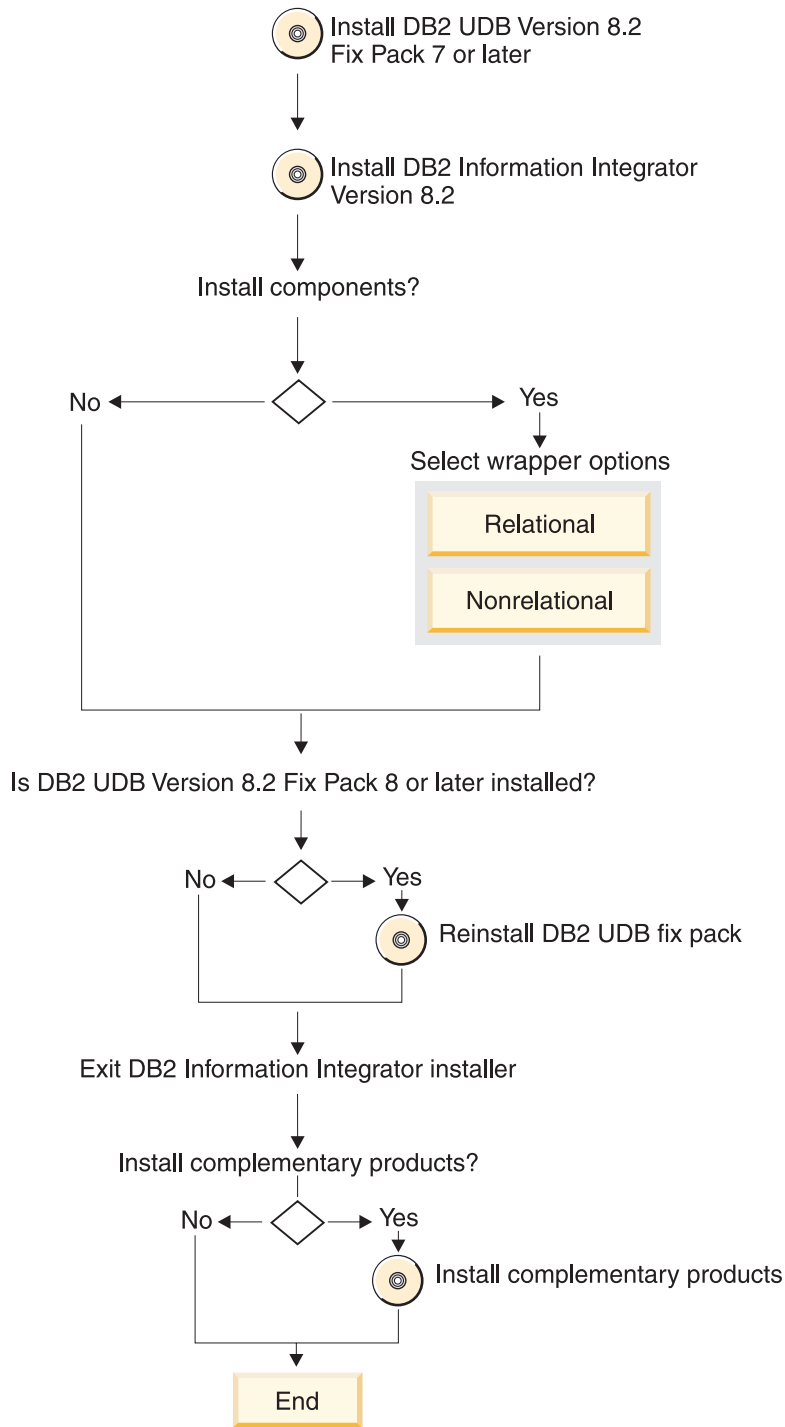 Install DB2 UDB Version 8.2
Fix Pack 7 or later
Install DB2 Information Integrator
Version 8.2
Install components?
No
Yes
Select wrapper options
Relational
Nonrelational
Is DB2 UDB Version 8.2 Fix Pack 8 or later installed?
No
Yes
Reinstall DB2 UDB fix pack
Exit DB2 Information Integrator installer
Install complementary products?
No
Yes
Install complementary products
End